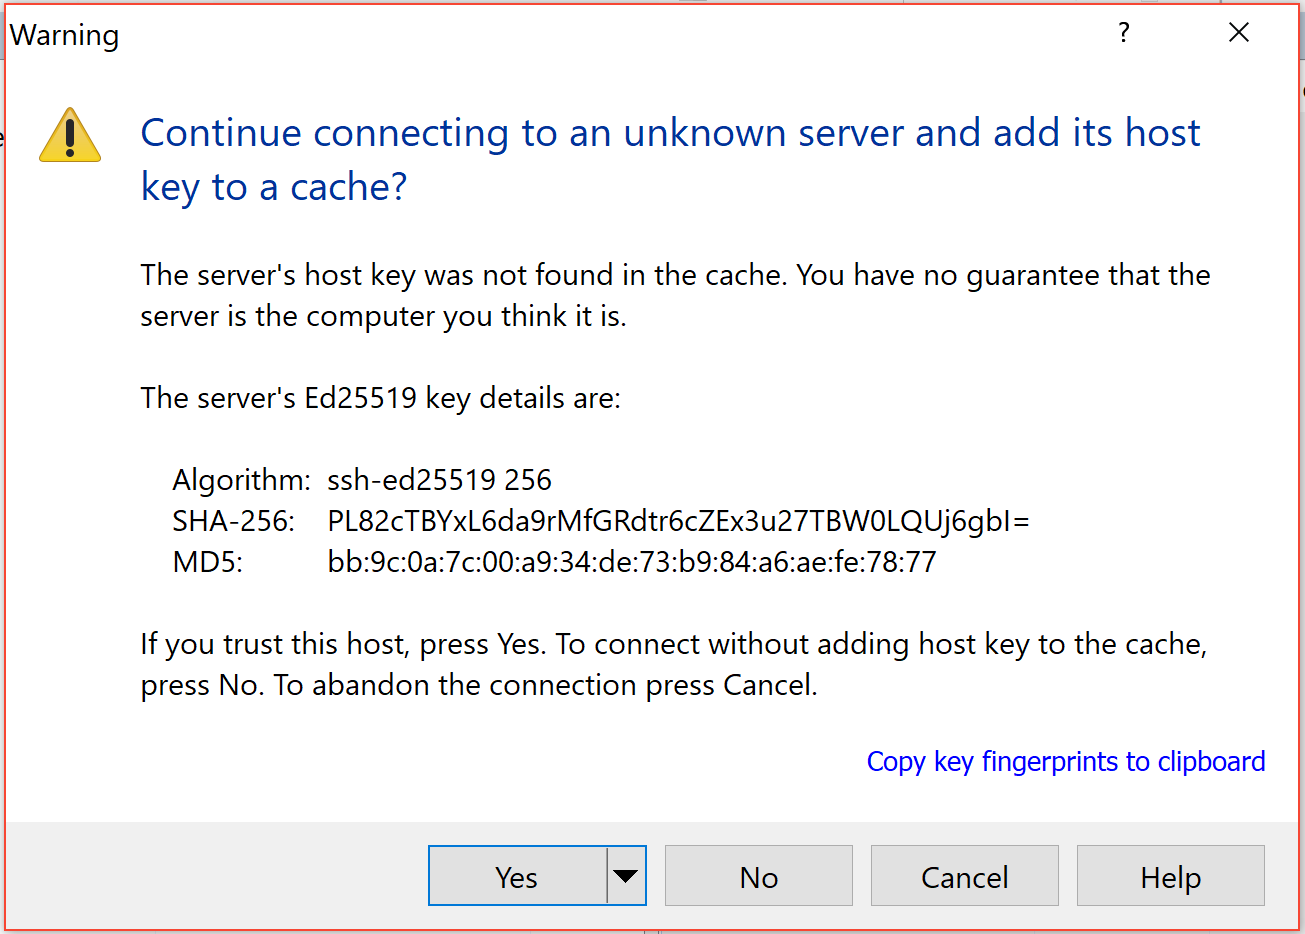 Warning
?
Continue connecting to an unknown server and add its host
key to a cache?
The server's host key was not found in the cache. You have no guarantee that the
server is the computer you think it is.
The server's Ed25519 key details are:
Algorithm: ssh-ed25519 256
SHA-256: PL82cTBYxL6da9rMfGRdtr6cZEx3u27TBW0LQUj6gbI=
MD5: bb:9c:0a:7c:00:a9:34:de:73:b9:84:a6:ae:fe:78:77
If you trust this host, press Yes. To connect without adding host key to the cache,
press No. To abandon the connection press Cancel.
Copy key fingerprints to clipboard
Yes No Cancel Help